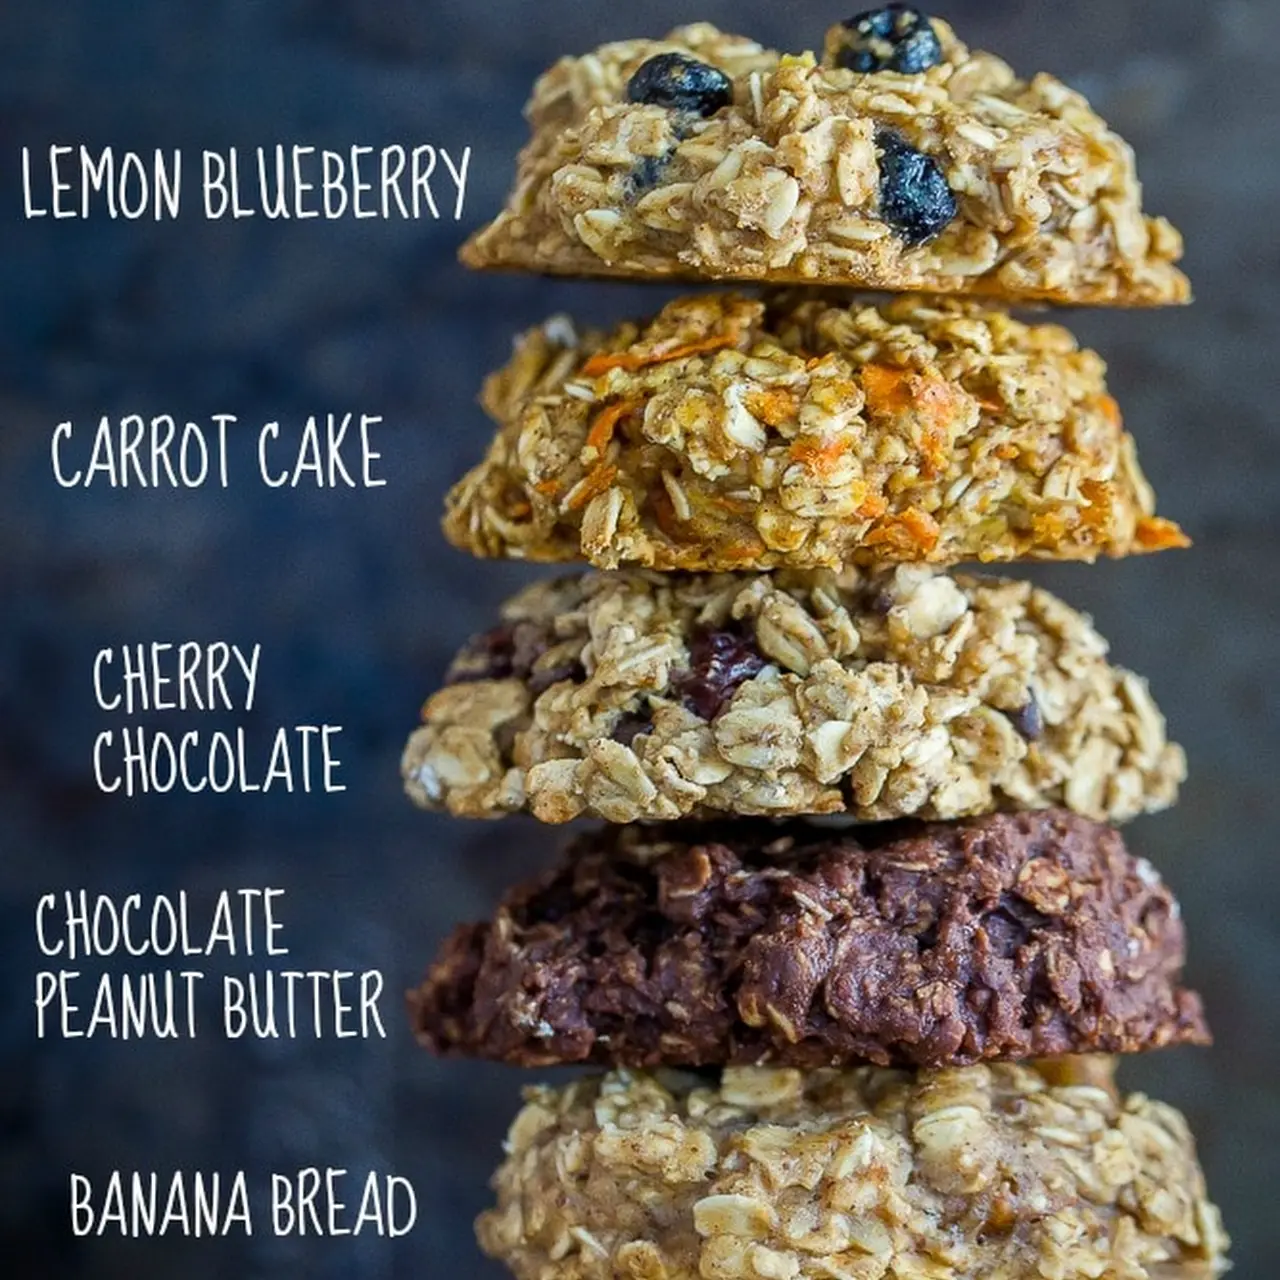 LEMON BLUEBERRY
CARROT CAKE
CHERRY
CHOCOLATE
CHOCOLATE
PEANUT BUTTER
BANANA BREAD